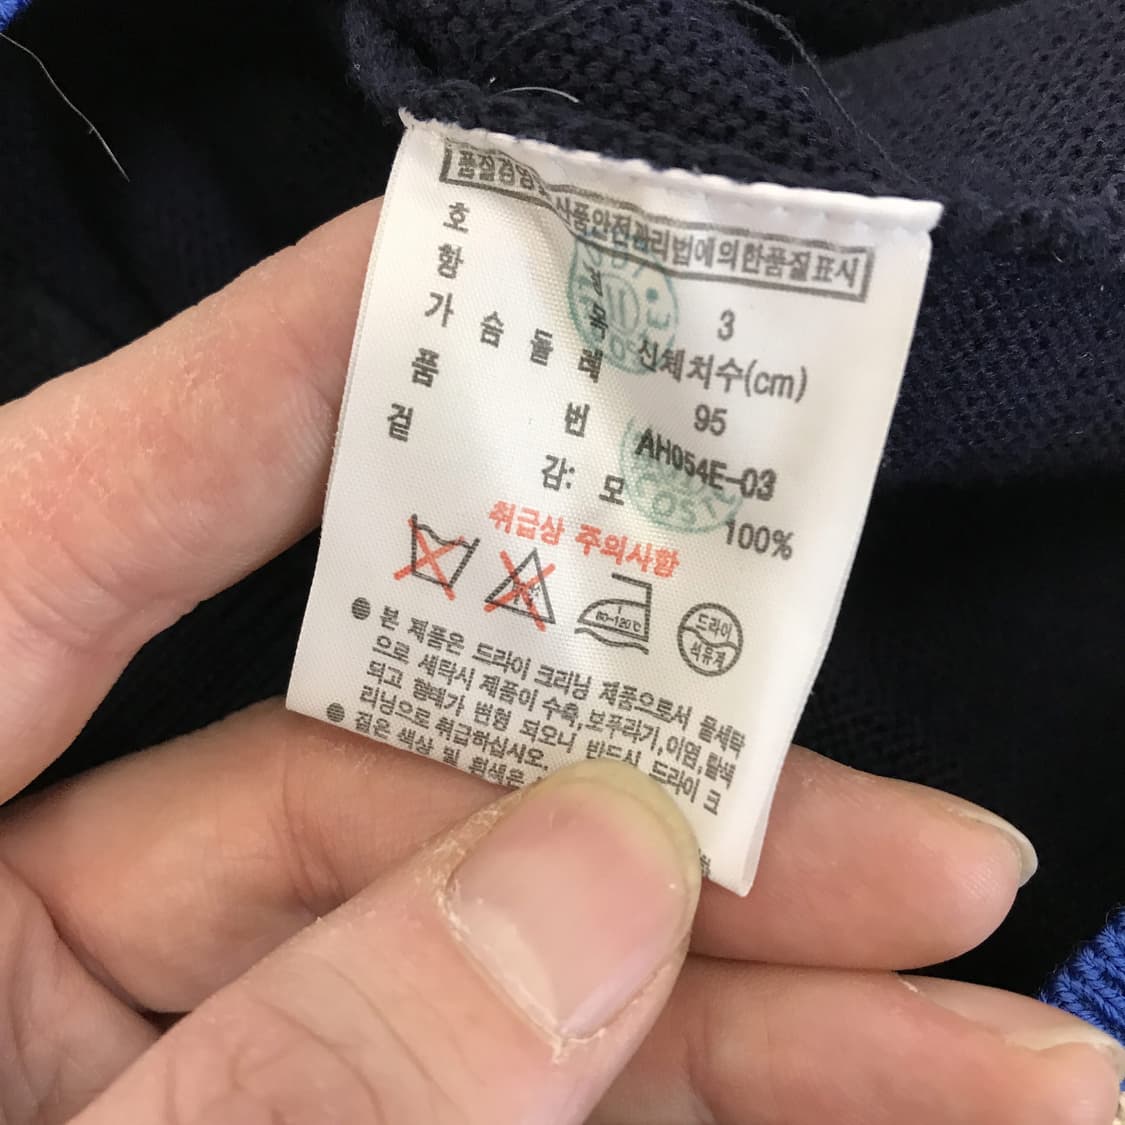 품질경영 및 공산품안전관리법에의한품질표시
호칭 3
항목 신체치수(cm)
가슴둘레 95
품번 AH054E-03
겉감: 모 100%
취급상 주의사항
80~120℃
드라이
석유계
● 본 제품은 드라이 크리닝 제품으로서 물세탁
으로 세탁시 제품이 수축,보푸라기,이염,탈색
되고 형태가 변형 되오니 반드시 드라이 크
리닝으로 취급하십시오.
● 짙은 색상 및 흰색은